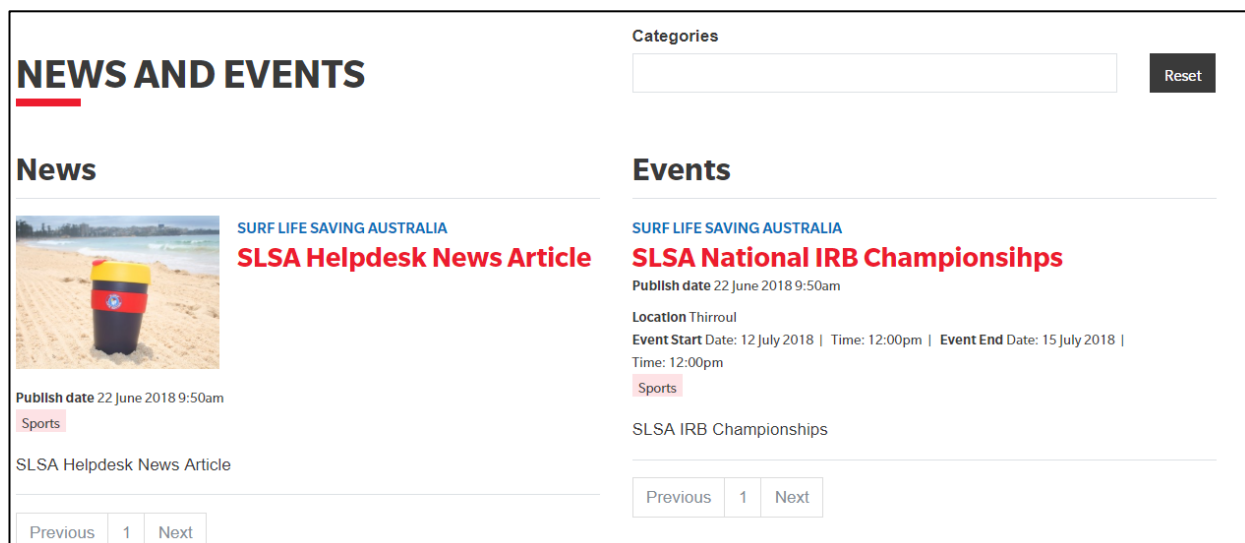 Categories
NEWS AND EVENTS
Reset
News
SURF LIFE SAVING AUSTRALIA
SLSA Helpdesk News Article
Publish date 22 June 2018 9:50am
Sports
SLSA Helpdesk News Article
Previous 1 Next
Events
SURF LIFE SAVING AUSTRALIA
SLSA National IRB Championsihps
Publish date 22 June 2018 9:50am
Location Thirroul
Event Start Date: 12 July 2018 | Time: 12:00pm | Event End Date: 15 July 2018 |
Time: 12:00pm
Sports
SLSA IRB Championships
Previous 1 Next